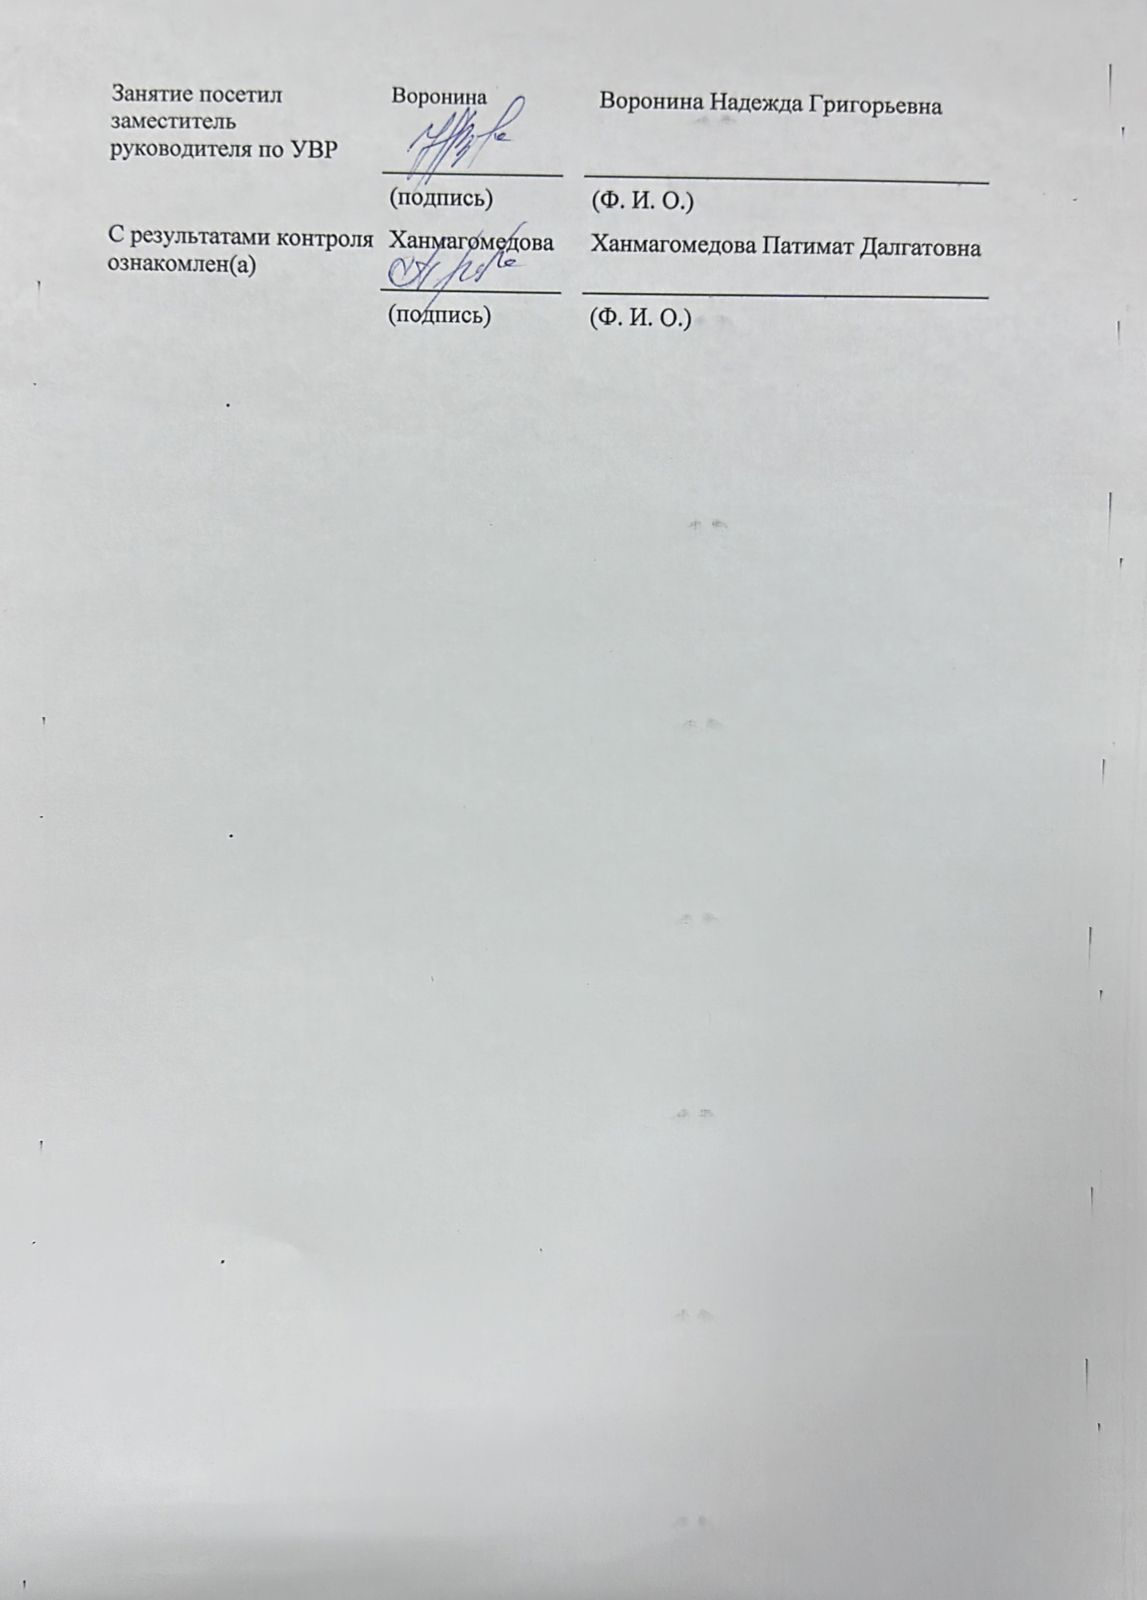 Занятие посетил Воронина Воронина Надежда Григорьевна
заместитель
руководителя по УВР
(подпись) (Ф. И. О.)
С результатами контроля Ханмагомедова Ханмагомедова Патимат Далгатовна
ознакомлен(а)
(подпись) (Ф. И. О.)